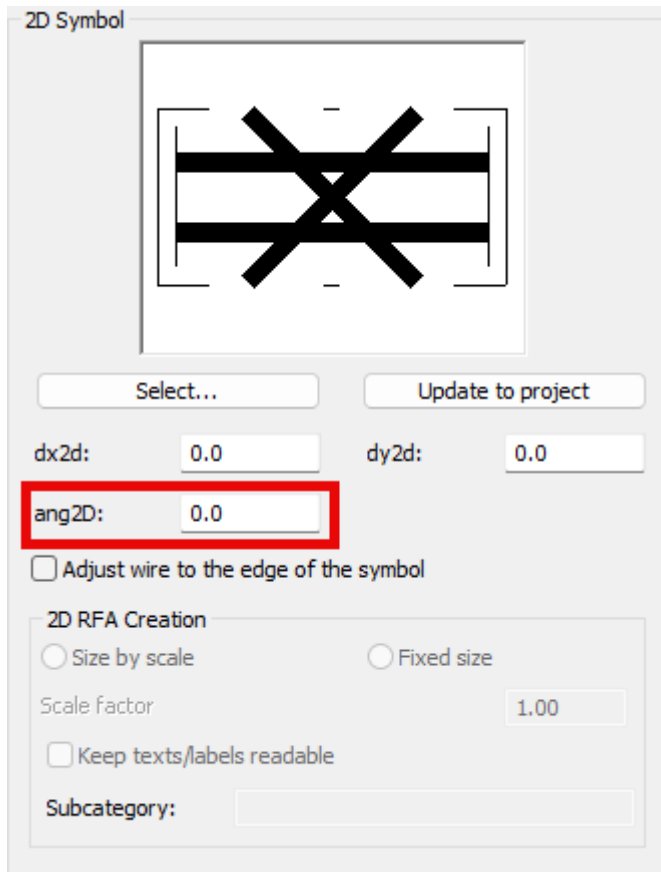 2D Symbol
Select... Update to project
dx2d: 0.0 dy2d: 0.0
ang2D: 0.0
Adjust wire to the edge of the symbol
2D RFA Creation
Size by scale Fixed size
Scale factor 1.00
Keep texts/labels readable
Subcategory: